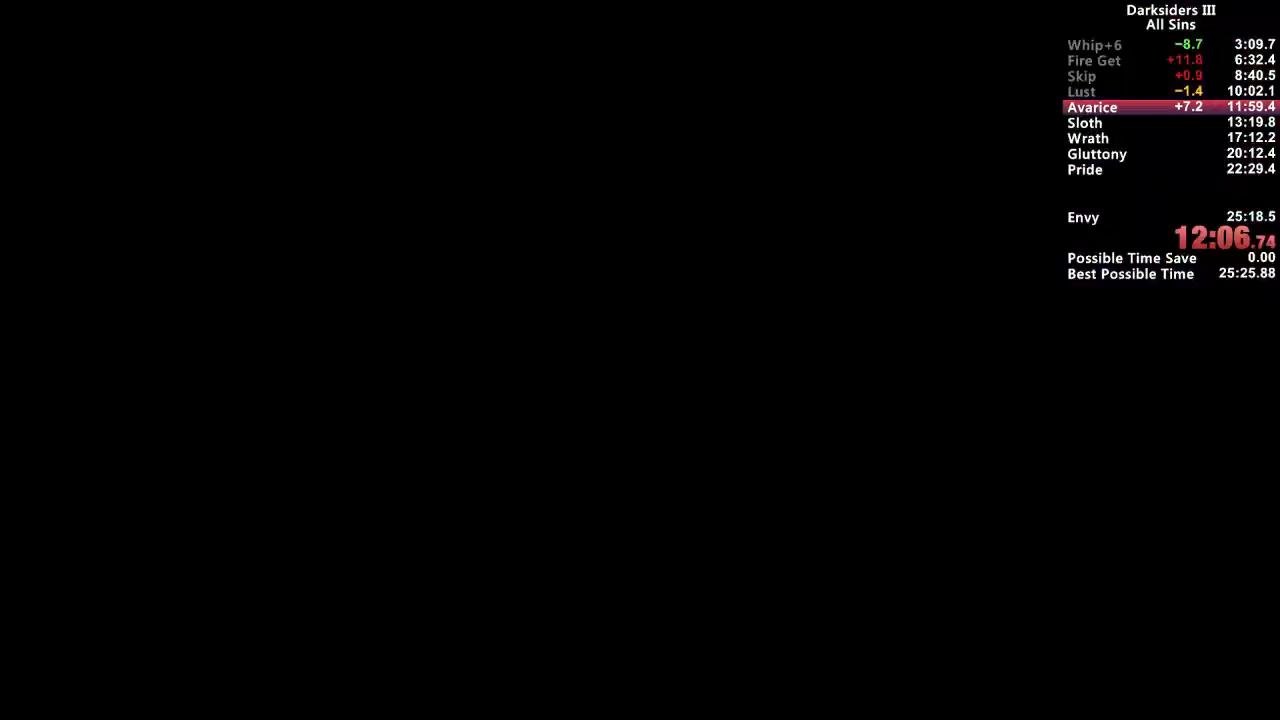 Darksiders III
All Sins
Whip+6 −8.7 3:09.7
Fire Get +11.8 6:32.4
Skip +0.9 8:40.5
Lust −1.4 10:02.1
Avarice +7.2 11:59.4
Sloth 13:19.8
Wrath 17:12.2
Gluttony 20:12.4
Pride 22:29.4
Envy 25:18.5
12:06.74
Possible Time Save 0.00
Best Possible Time 25:25.88